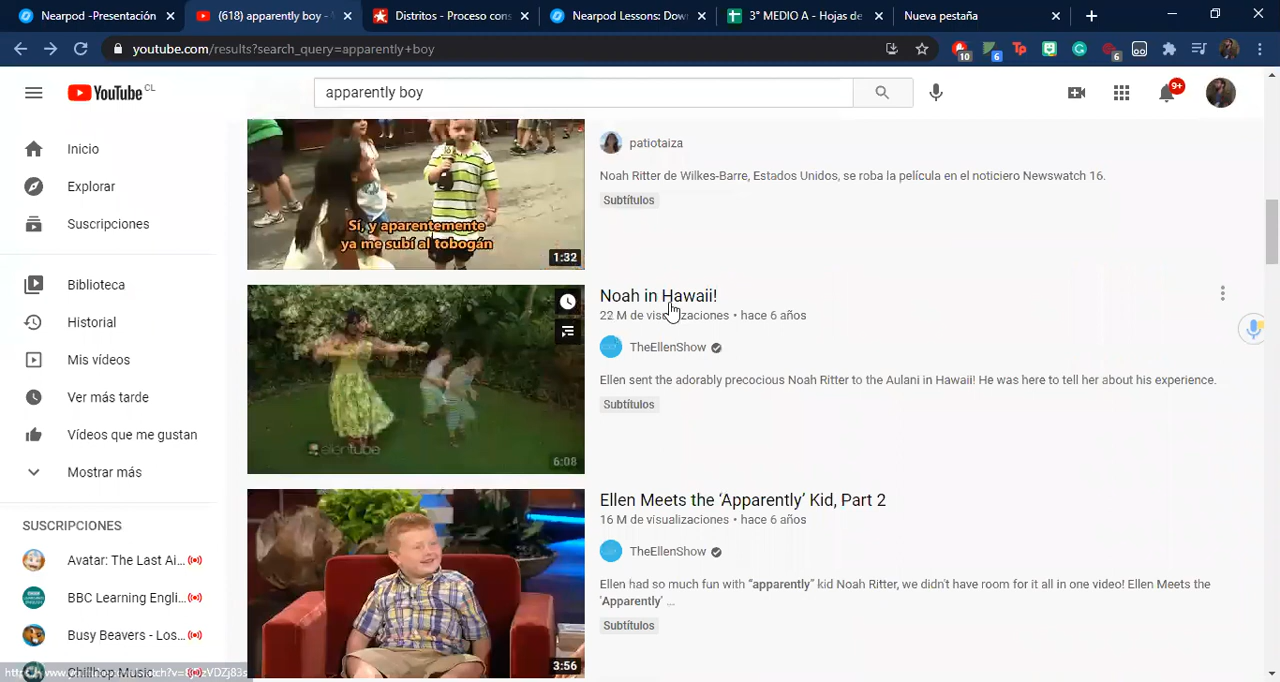 Nearpod -Presentación
(618) apparently boy -
Distritos - Proceso con
Nearpod Lessons: Dow
3° MEDIO A - Hojas de
Nueva pestaña
youtube.com/results?search_query=apparently+boy
10
6
Tp
6
YouTube CL
apparently boy
9+
Inicio
Explorar
Suscripciones
Biblioteca
Historial
Mis vídeos
Ver más tarde
Vídeos que me gustan
Mostrar más
SUSCRIPCIONES
Avatar: The Last Ai...
BBC Learning Engli...
Busy Beavers - Los...
Chillhop Music
Sí, y aparentemente
ya me subí al tobogán
1:32
patiotaiza
Noah Ritter de Wilkes-Barre, Estados Unidos, se roba la película en el noticiero Newswatch 16.
Subtítulos
ellentube
6:08
Noah in Hawaii!
22 M de visualizaciones • hace 6 años
TheEllenShow
Ellen sent the adorably precocious Noah Ritter to the Aulani in Hawaii! He was here to tell her about his experience.
Subtítulos
3:56
Ellen Meets the ‘Apparently’ Kid, Part 2
16 M de visualizaciones • hace 6 años
TheEllenShow
Ellen had so much fun with “apparently” kid Noah Ritter, we didn't have room for it all in one video! Ellen Meets the
'Apparently' ...
Subtítulos